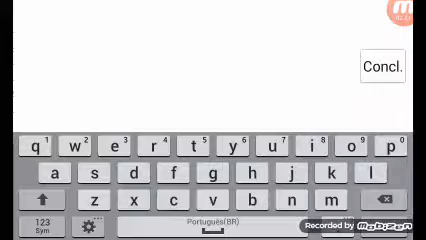 Concl.
q1 w2 e3 r4 t5 y6 u7 i8 o9 p0
a s d f g h j k l
z x c v b n m
123
Sym
Português(BR)
Recorded by Mobizen